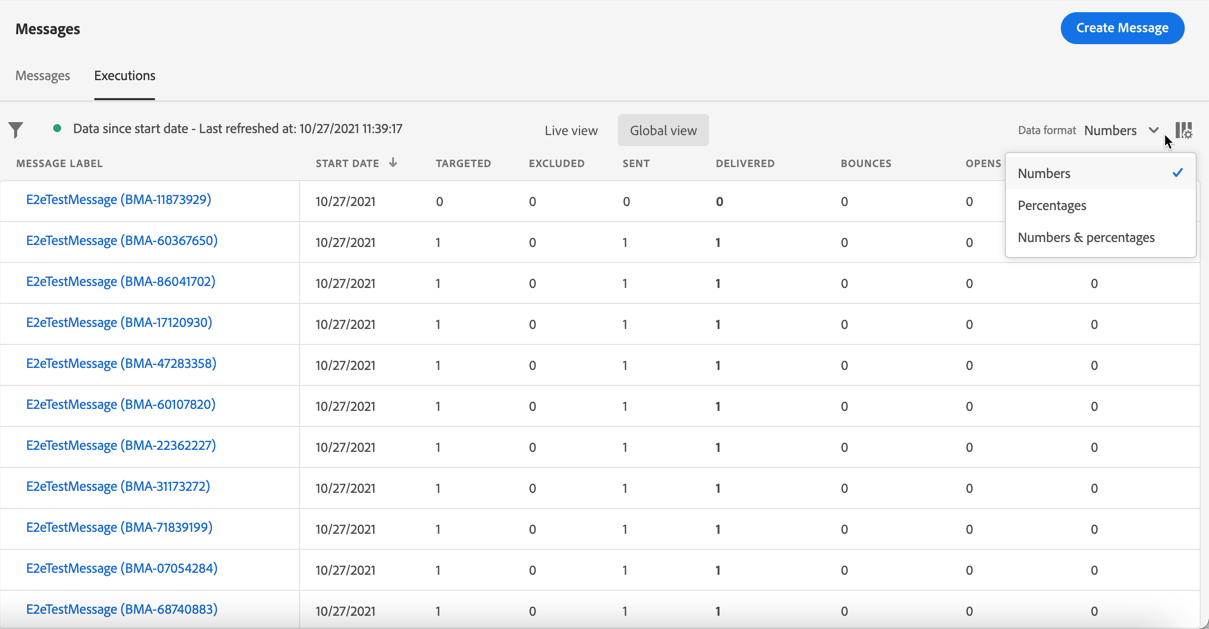 Messages
Create Message
Messages Executions
Data since start date - Last refreshed at: 10/27/2021 11:39:17 Live view Global view Data format Numbers
MESSAGE LABEL START DATE TARGETED EXCLUDED SENT DELIVERED BOUNCES OPENS
Numbers
Percentages
Numbers & percentages
E2eTestMessage (BMA-11873929) 10/27/2021 0 0 0 0 0 0
E2eTestMessage (BMA-60367650) 10/27/2021 1 0 1 1 0 0
E2eTestMessage (BMA-86041702) 10/27/2021 1 0 1 1 0 0 0
E2eTestMessage (BMA-17120930) 10/27/2021 1 0 1 1 0 0 0
E2eTestMessage (BMA-47283358) 10/27/2021 1 0 1 1 0 0 0
E2eTestMessage (BMA-60107820) 10/27/2021 1 0 1 1 0 0 0
E2eTestMessage (BMA-22362227) 10/27/2021 1 0 1 1 0 0 0
E2eTestMessage (BMA-31173272) 10/27/2021 1 0 1 1 0 0 0
E2eTestMessage (BMA-71839199) 10/27/2021 1 0 1 1 0 0 0
E2eTestMessage (BMA-07054284) 10/27/2021 1 0 1 1 0 0 0
E2eTestMessage (BMA-68740883) 10/27/2021 1 0 1 1 0 0 0